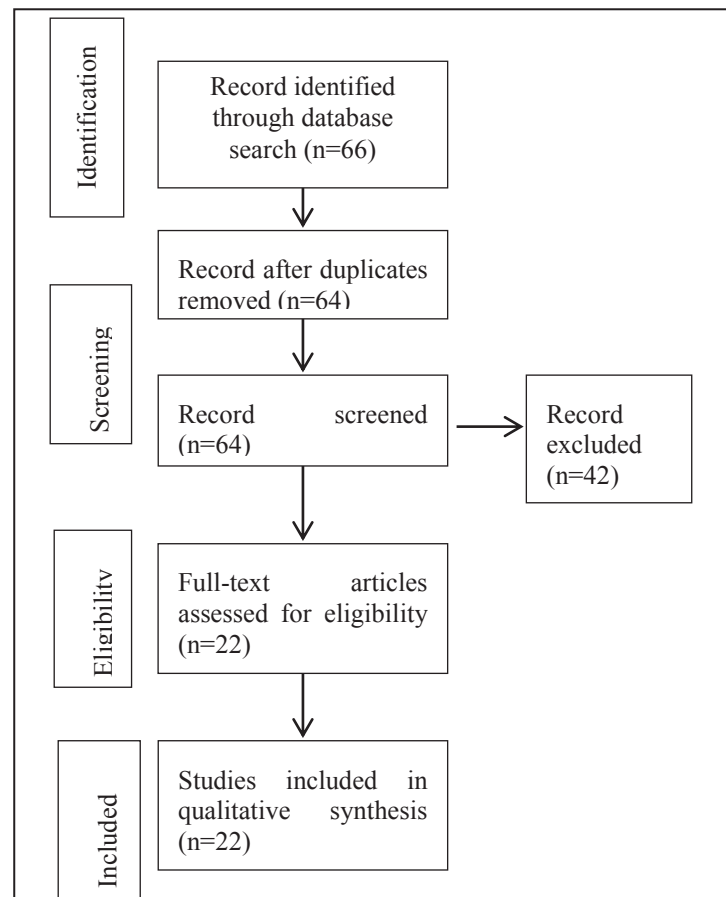 Identification
Record identified
through database
search (n=66)
Record after duplicates
removed (n=64)
Screening
Record screened
(n=64)
Record
excluded
(n=42)
Eligibility
Full-text articles
assessed for eligibility
(n=22)
Included
Studies included in
qualitative synthesis
(n=22)